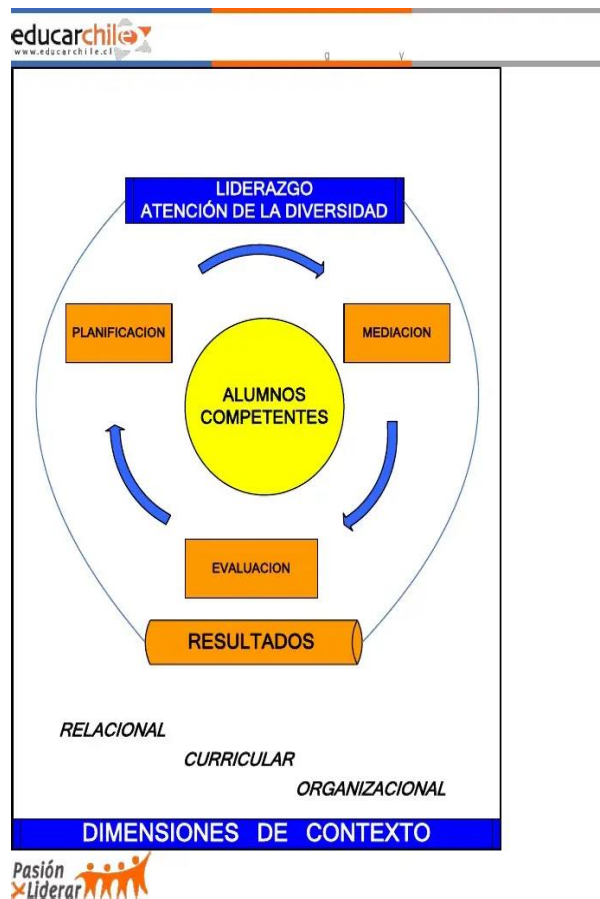 educarchile
www.educarchile.cl
g y
LIDERAZGO
ATENCIÓN DE LA DIVERSIDAD
PLANIFICACION
MEDIACION
ALUMNOS
COMPETENTES
EVALUACION
RESULTADOS
RELACIONAL
CURRICULAR
ORGANIZACIONAL
DIMENSIONES DE CONTEXTO
Pasión
XLiderar